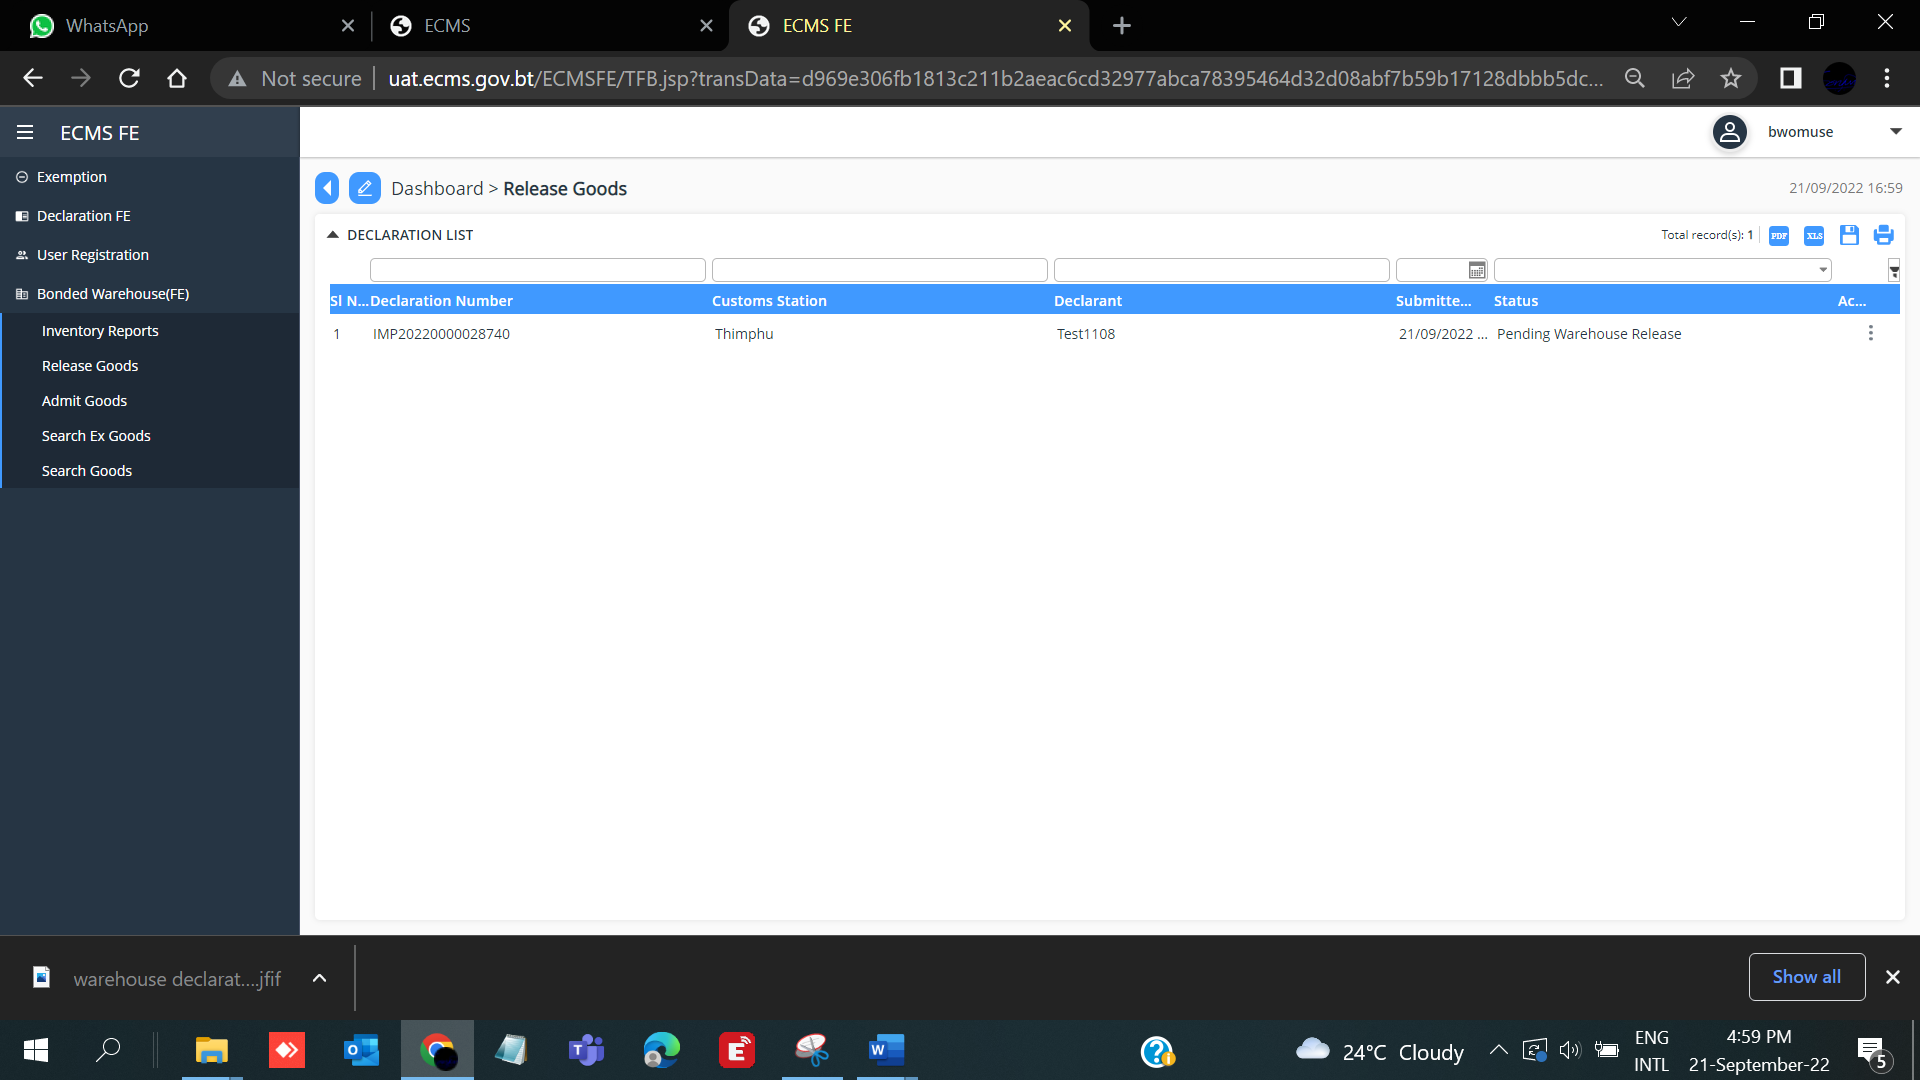 WhatsApp
ECMS
ECMS FE
Not secure
uat.ecms.gov.bt/ECMSFE/TFB.jsp?transData=d969e306fb1813c211b2aeac6cd32977abca78395464d32d08abf7b59b17128dbbb5dc...
ECMS FE
bwomuse
Exemption
Declaration FE
User Registration
Bonded Warehouse(FE)
Inventory Reports
Release Goods
Admit Goods
Search Ex Goods
Search Goods
Dashboard > Release Goods
21/09/2022 16:59
DECLARATION LIST
Total record(s): 1
PDF
XLS
Sl N... Declaration Number Customs Station Declarant Submitte... Status Ac...
1 IMP20220000028740 Thimphu Test1108 21/09/2022 ... Pending Warehouse Release
warehouse declarat....jfif
Show all
24°C Cloudy
ENG
INTL
4:59 PM
21-September-22
5